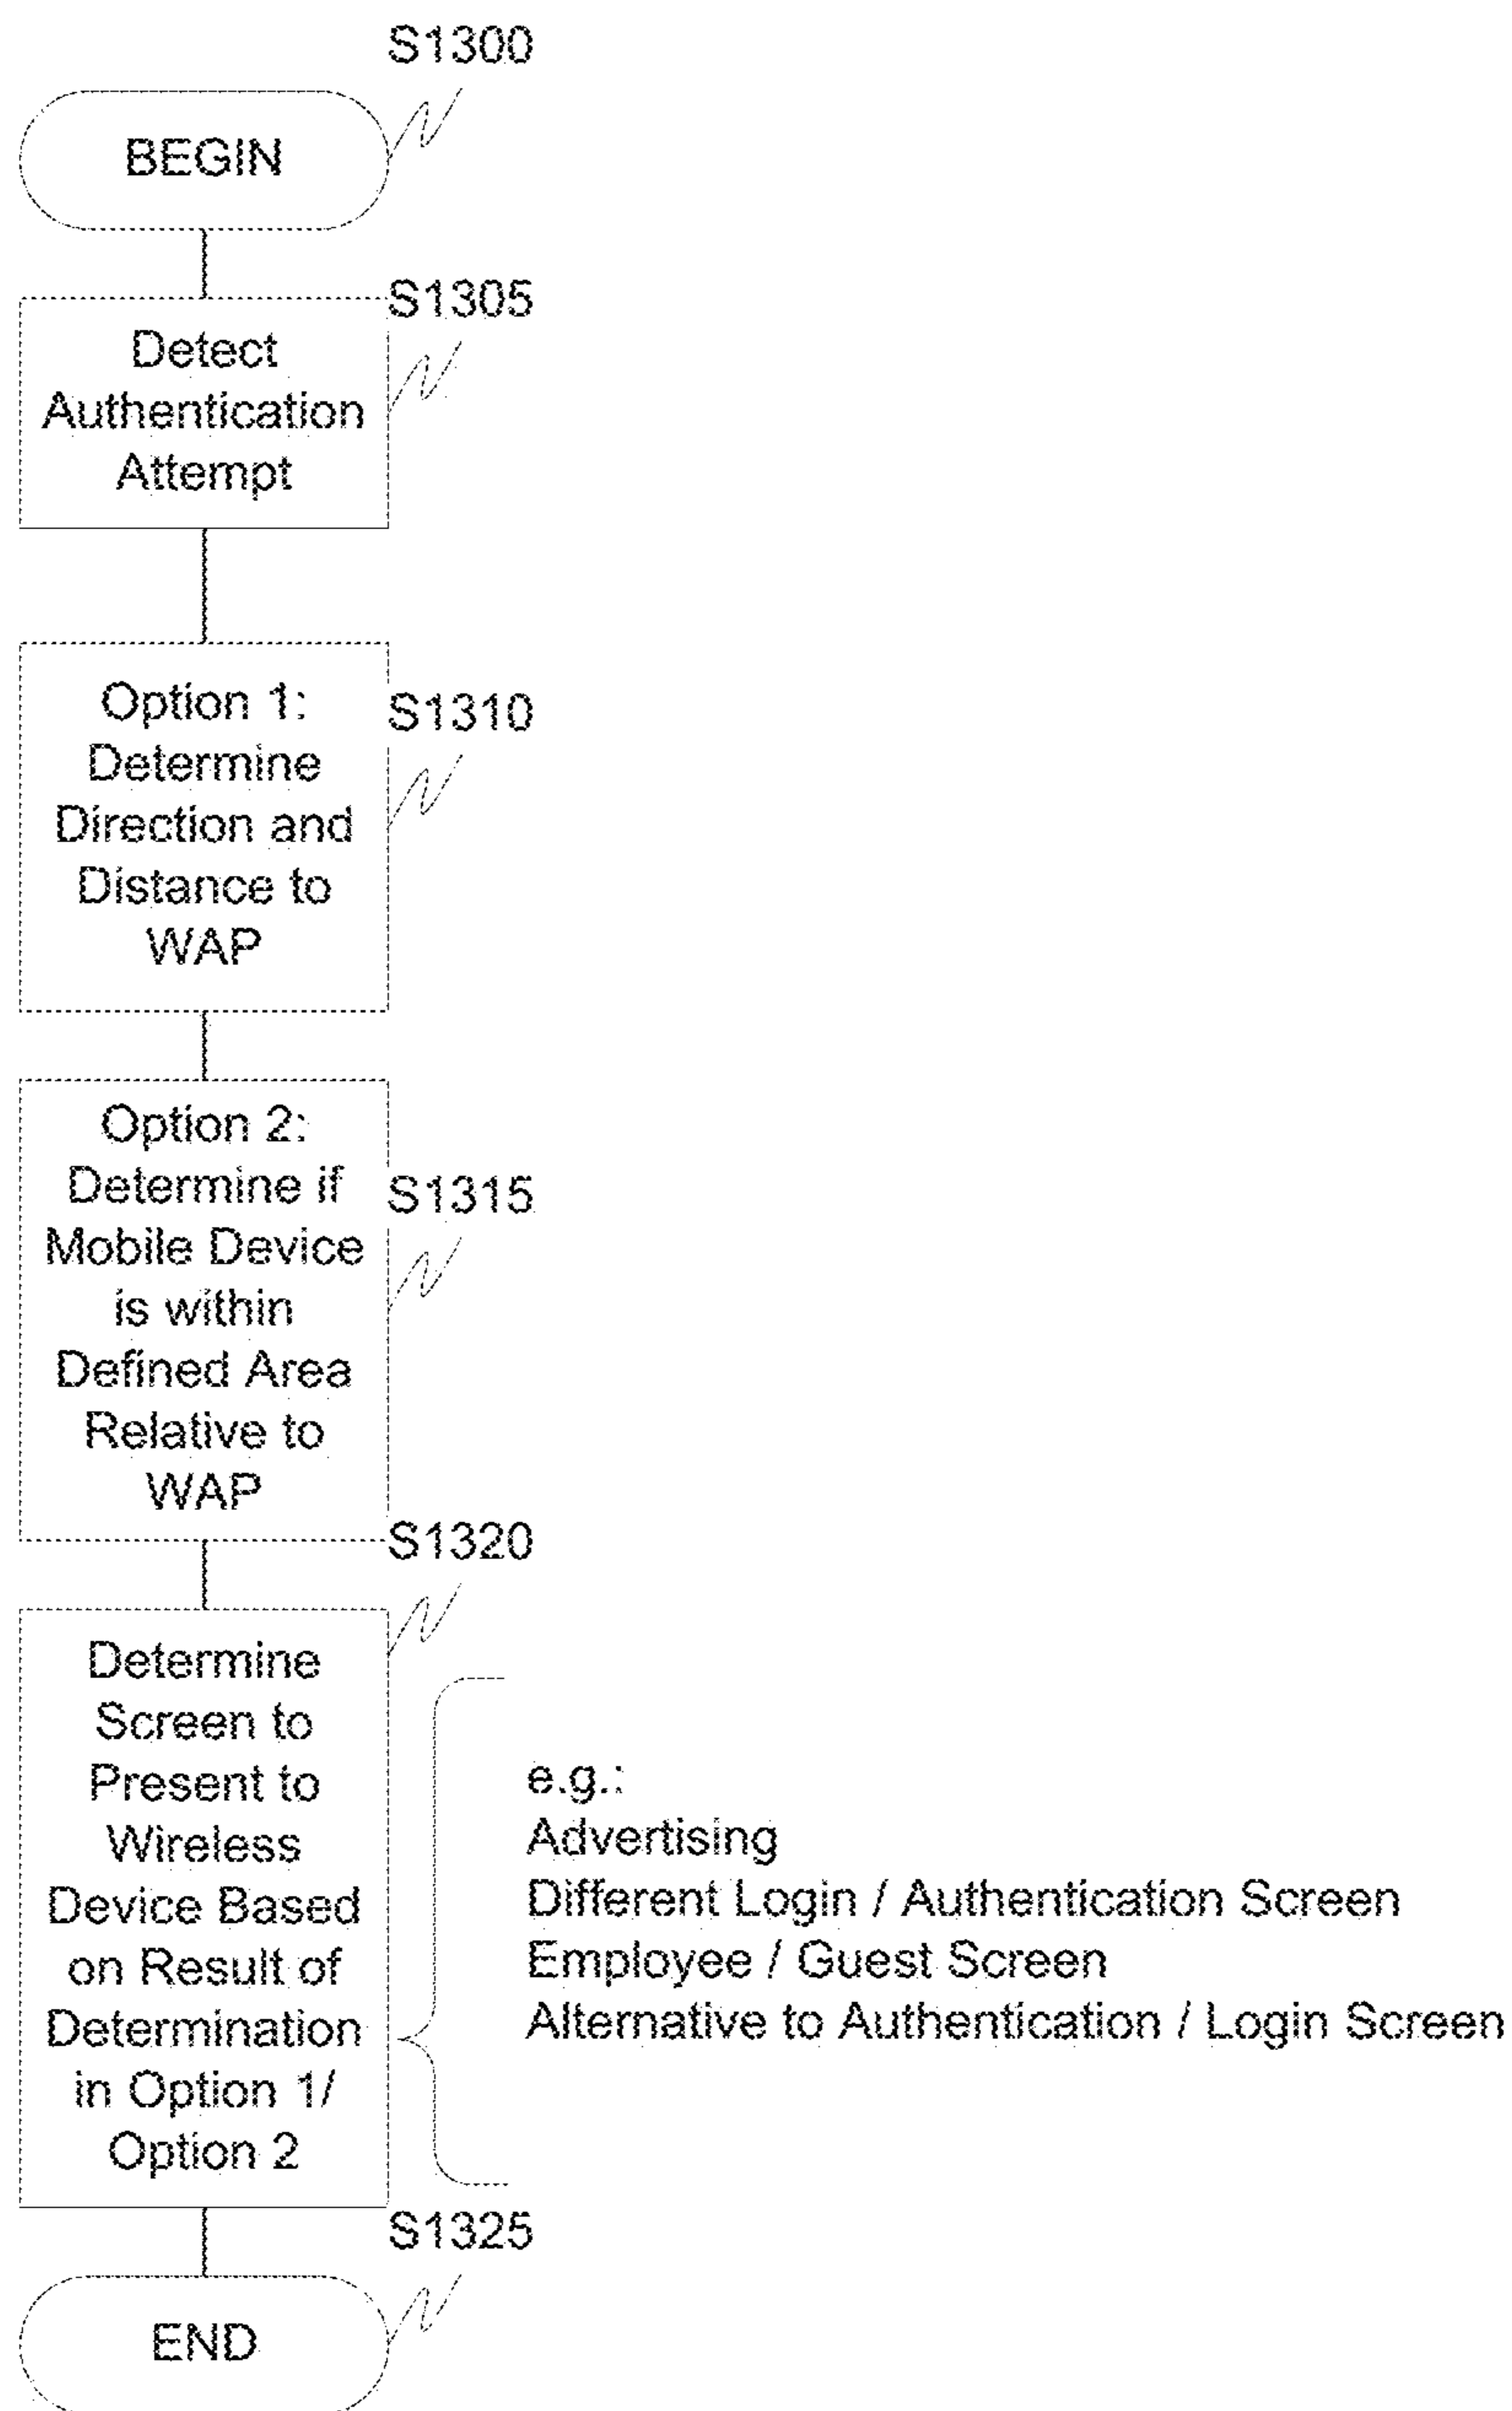 S1300
BEGIN
S1305
Detect
Authentication
Attempt
Option 1:
S1310
Determine
Direction and
Distance to
WAP
Option 2:
Determine if
S1315
Mobile Device
is within
Defined Area
Relative to
WAP
S1320
Determine
Screen to
Present to
Wireless
Device Based
on Result of
Determination
in Option 1/
Option 2
e.g.:
Advertising
Different Login / Authentication Screen
Employee / Guest Screen
Alternative to Authentication / Login Screen
S1325
END